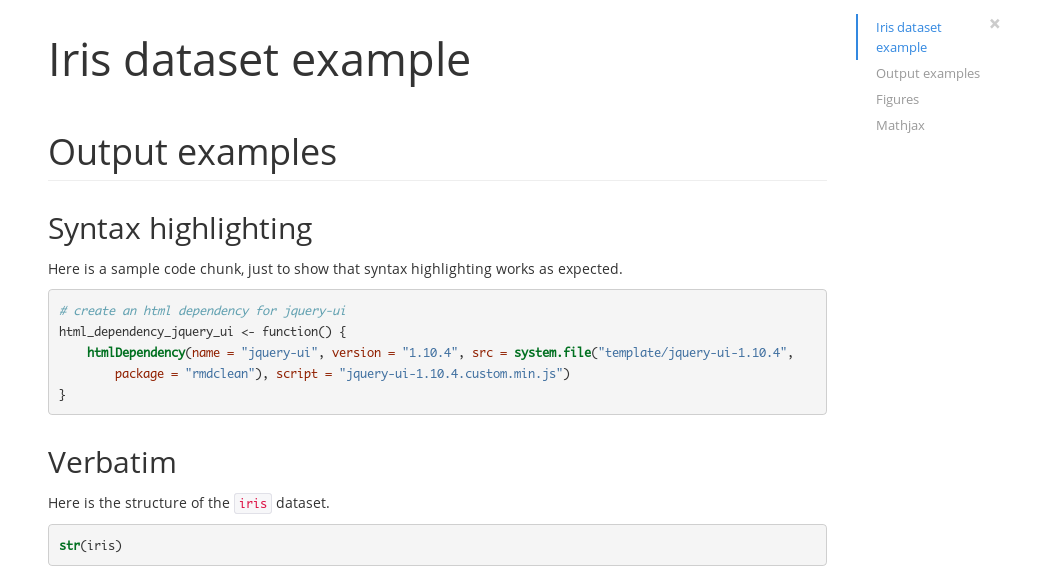 Iris dataset example
Output examples
Syntax highlighting
Here is a sample code chunk, just to show that syntax highlighting works as expected.
# create an html dependency for jquery-ui
html_dependency_jquery_ui <- function() {
    htmlDependency(name = "jquery-ui", version = "1.10.4", src = system.file("template/jquery-ui-1.10.4",
        package = "rmdclean"), script = "jquery-ui-1.10.4.custom.min.js")
}
Verbatim
Here is the structure of the iris dataset.
str(iris)
Iris dataset
example
×
Output examples
Figures
Mathjax